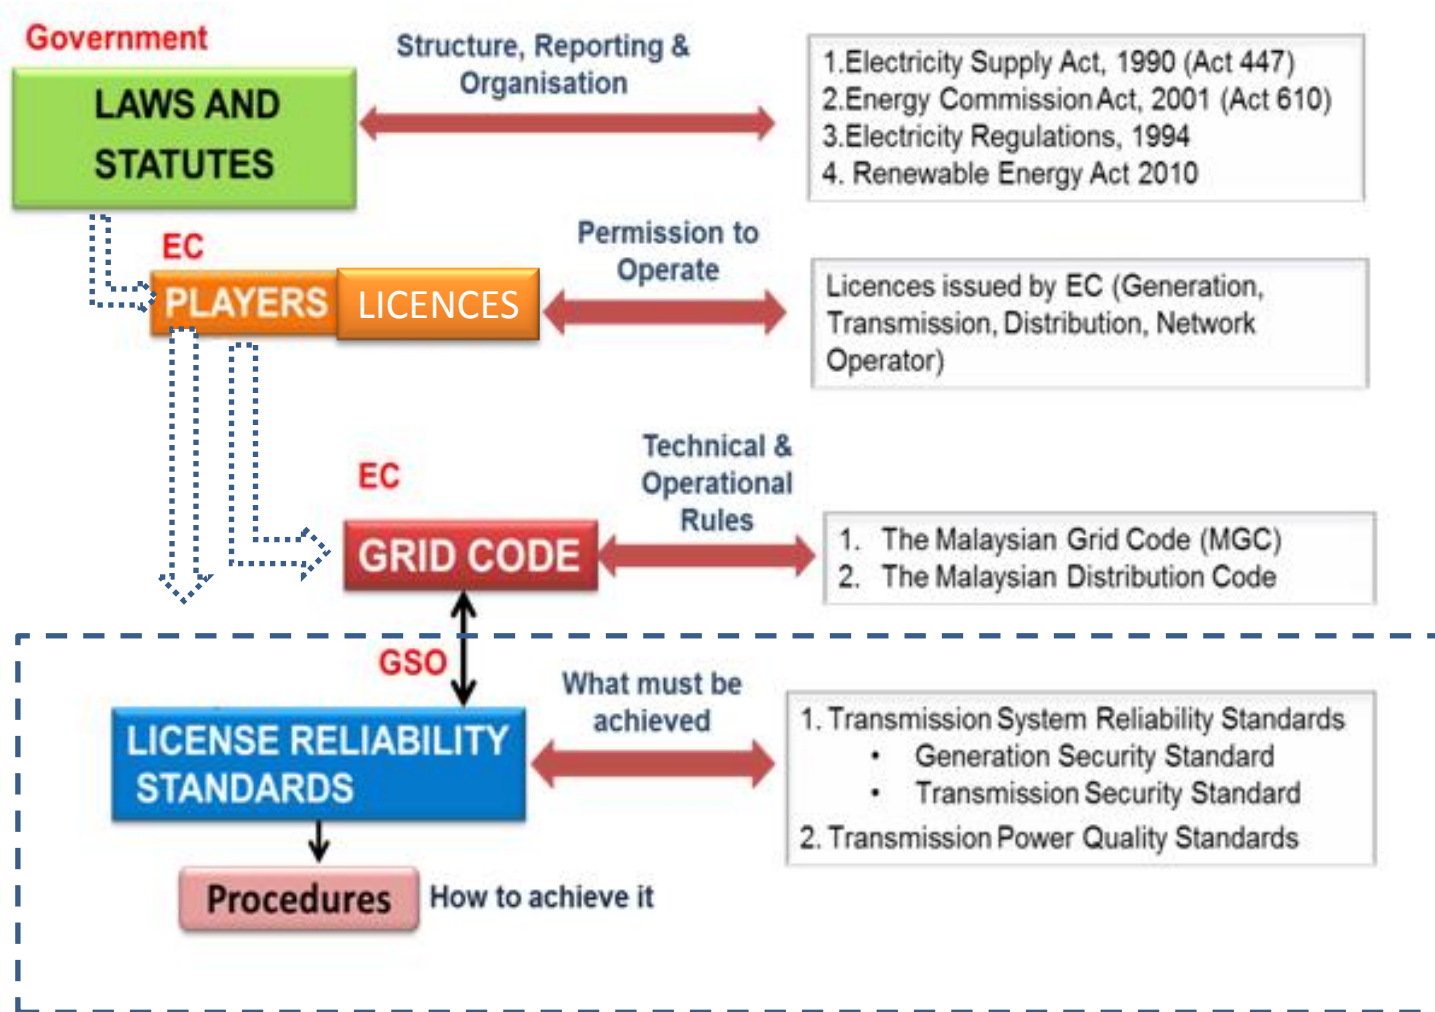 Government
LAWS AND
STATUTES
Structure, Reporting &
Organisation
1.Electricity Supply Act, 1990 (Act 447)
2.Energy Commission Act, 2001 (Act 610)
3.Electricity Regulations, 1994
4. Renewable Energy Act 2010
EC
PLAYERS
LICENCES
Permission to
Operate
Licences issued by EC (Generation,
Transmission, Distribution, Network
Operator)
EC
GRID CODE
Technical &
Operational
Rules
1. The Malaysian Grid Code (MGC)
2. The Malaysian Distribution Code
GSO
LICENSE RELIABILITY
STANDARDS
What must be
achieved
1. Transmission System Reliability Standards
• Generation Security Standard
• Transmission Security Standard
2. Transmission Power Quality Standards
Procedures
How to achieve it